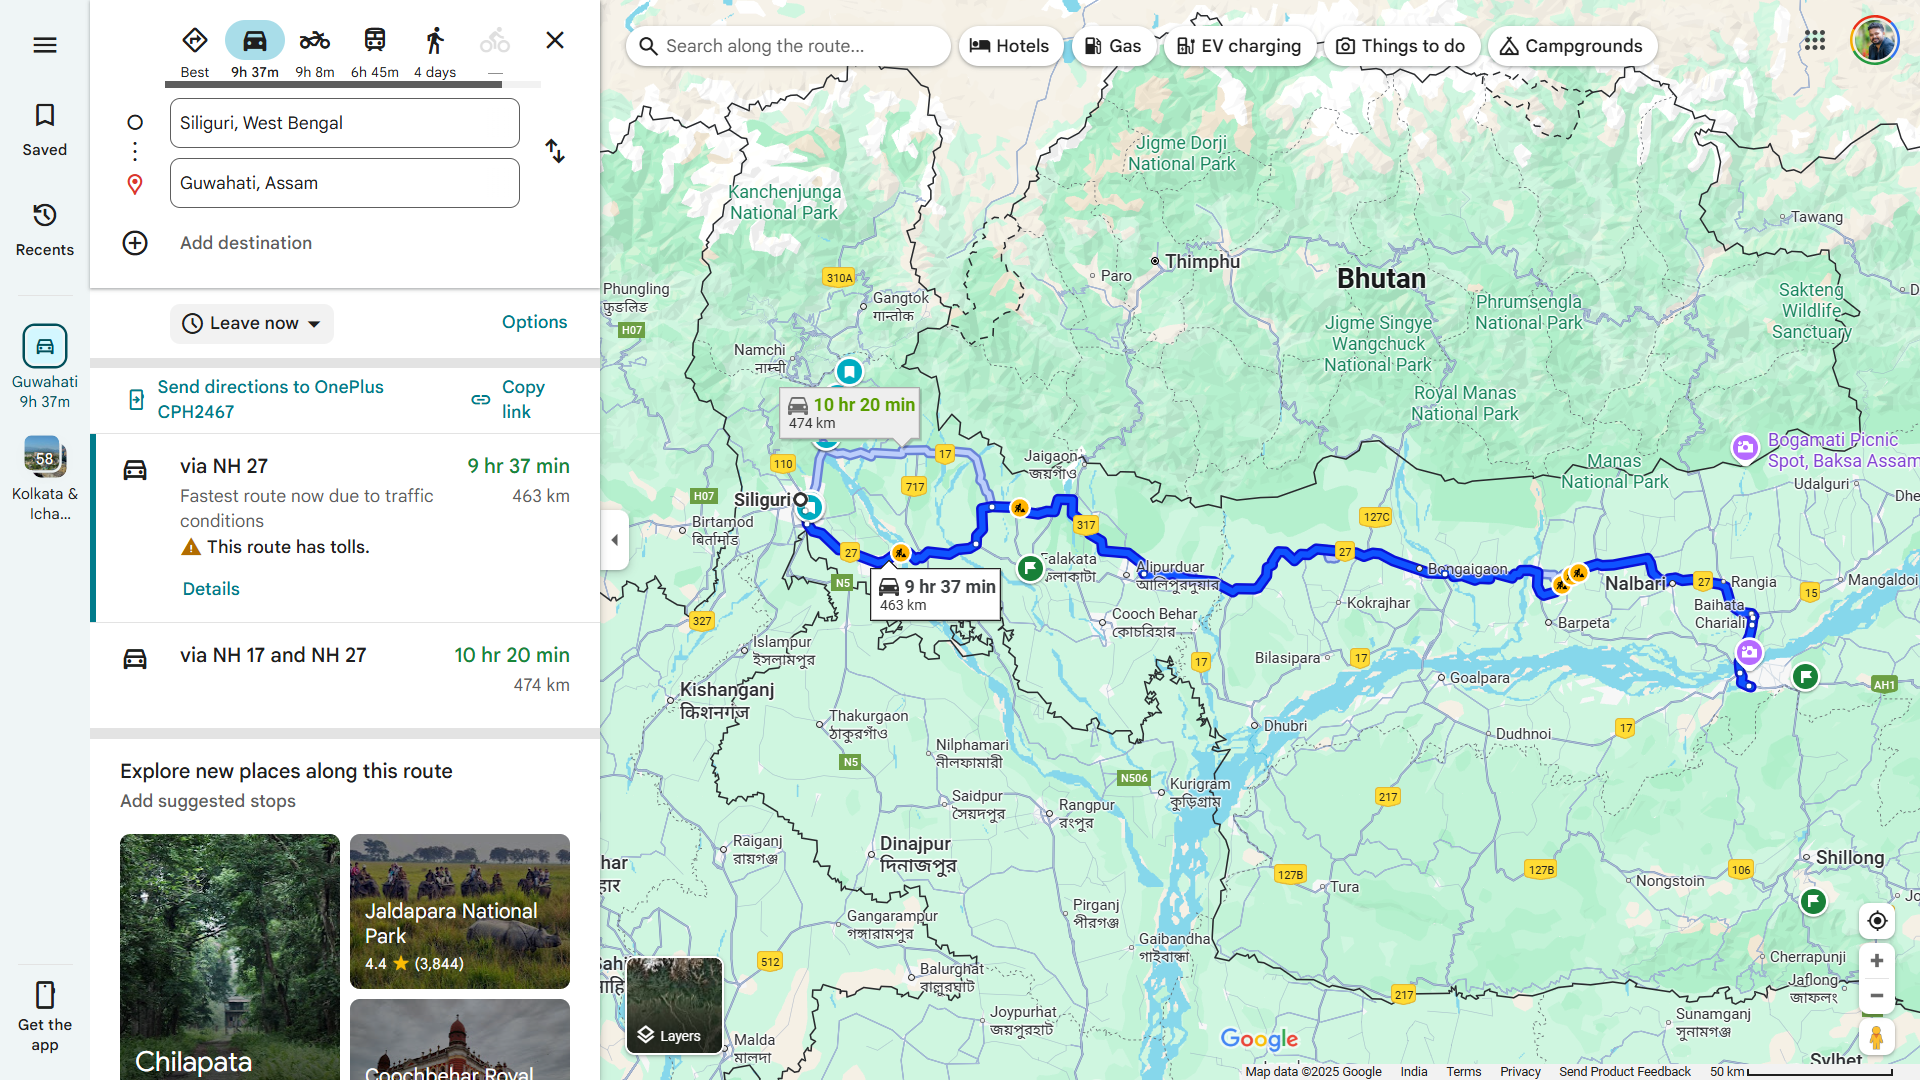 Best
9h 37m
9h 8m
6h 45m
4 days
—
Siliguri, West Bengal
Guwahati, Assam
Add destination
Saved
Recents
Guwahati
9h 37m
58
Kolkata &
Icha...
Get the
app
Leave now
Options
Send directions to OnePlus
CPH2467
Copy
link
via NH 27
9 hr 37 min
Fastest route now due to traffic
conditions
463 km
This route has tolls.
Details
via NH 17 and NH 27
10 hr 20 min
474 km
Explore new places along this route
Add suggested stops
Chilapata
Jaldapara National
Park
4.4 ★ (3,844)
Coochbehar Royal
Search along the route...
Hotels
Gas
EV charging
Things to do
Campgrounds
Jigme Dorji
National Park
Kanchenjunga
National Park
Tawang
Thimphu
Paro
Bhutan
310A
Phungling
फुङलिङ
H07
Gangtok
गान्तोक
Phrumsengla
National Park
Sakteng
Wildlife
Sanctuary
Jigme Singye
Wangchuck
National Park
Namchi
नाम्ची
Royal Manas
National Park
10 hr 20 min
474 km
110
17
717
Jaigaon
জয়গাঁও
Bogamati Picnic
Spot, Baksa Assam
Manas
National Park
Udalguri
Dhe
H07
Siliguri
Birtamod
बिर्तामोड
317
127C
27
27
Falakata
ফালাকাটা
Alipurduar
আলিপুরদুয়ার
Bongaigaon
Nalbari
27
Rangia
Mangaldoi
15
N5
9 hr 37 min
463 km
Kokrajhar
Baihata
Chariali
Barpeta
Cooch Behar
কোচবিহার
327
Islampur
ইসলামপুর
17
Bilasipara
17
Goalpara
AH1
Kishanganj
किशनगंज
Thakurgaon
ঠাকুরগাঁও
Dhubri
17
Dudhnoi
Nilphamari
নীলফামারী
N5
N506
Kurigram
কুড়িগ্রাম
Saidpur
সৈয়দপুর
Rangpur
রংপুর
217
Raiganj
রায়গঞ্জ
Dinajpur
দিনাজপুর
har
हार
127B
Tura
127B
Nongstoin
106
Shillong
Jo
Pirganj
পীরগঞ্জ
Gangarampur
গঙ্গারামপুর
Gaibandha
গাইবান্ধা
Cherrapunji
512
Balurghat
বালুরঘাট
Jaflong
জাফলং
217
Joypurhat
জয়পুরহাট
Sunamganj
সুনামগঞ্জ
Malda
মালদা
Sylhet
Layers
Google
Map data ©2025 Google
India
Terms
Privacy
Send Product Feedback
50 km